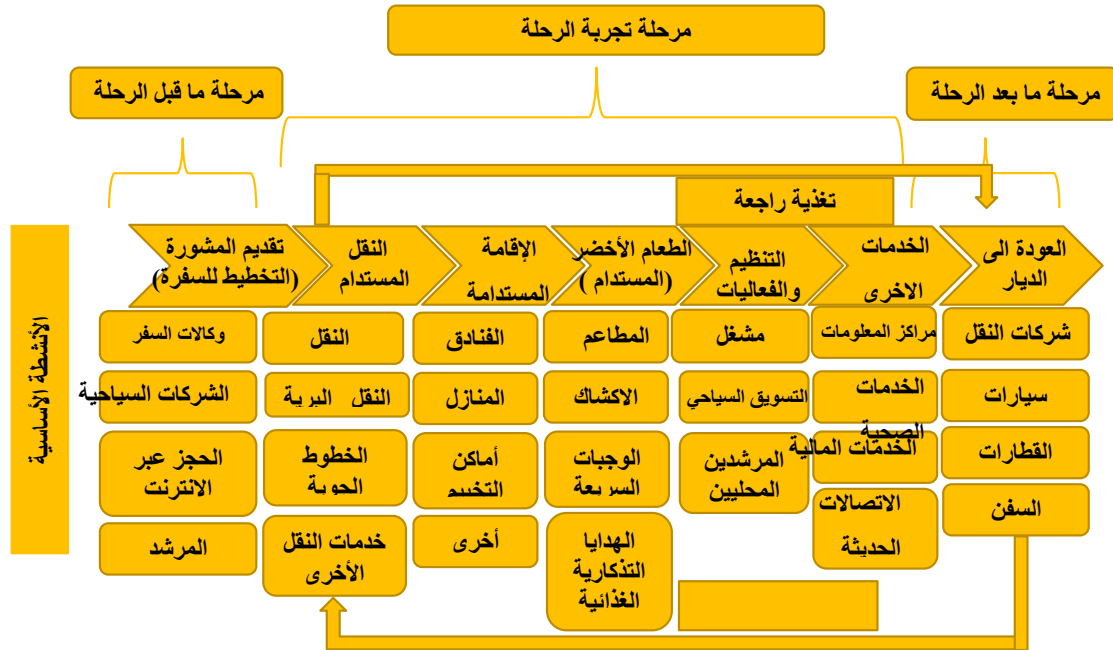 مرحلة تجربة الرحلة
مرحلة ما قبل الرحلة
مرحلة ما بعد الرحلة
تغذية راجعة
الأنشطة الأساسية
تقديم المشورة
(التخطيط للسفرة)
النقل
المستدام
الإقامة
المستدامة
الطعام الأخضر
(المستدام )
التنظيم
والفعاليات
الخدمات
الاخرى
العودة الى
الديار
وكالات السفر
الشركات السياحية
الحجز عبر
الانترنت
المرشد
النقل
النقل البرية
الخطوط
الجوية
خدمات النقل
الأخرى
الفنادق
المنازل
أماكن
التخييم
أخرى
المطاعم
الاكشاك
الوجبات
السريعة
الهدايا
التذكارية
الغذائية
مشغل
التسويق السياحي
المرشدين
المحليين
مراكز المعلومات
الخدمات
الصحية
الخدمات المالية
الاتصالات
الحديثة
شركات النقل
سيارات
القطارات
السفن